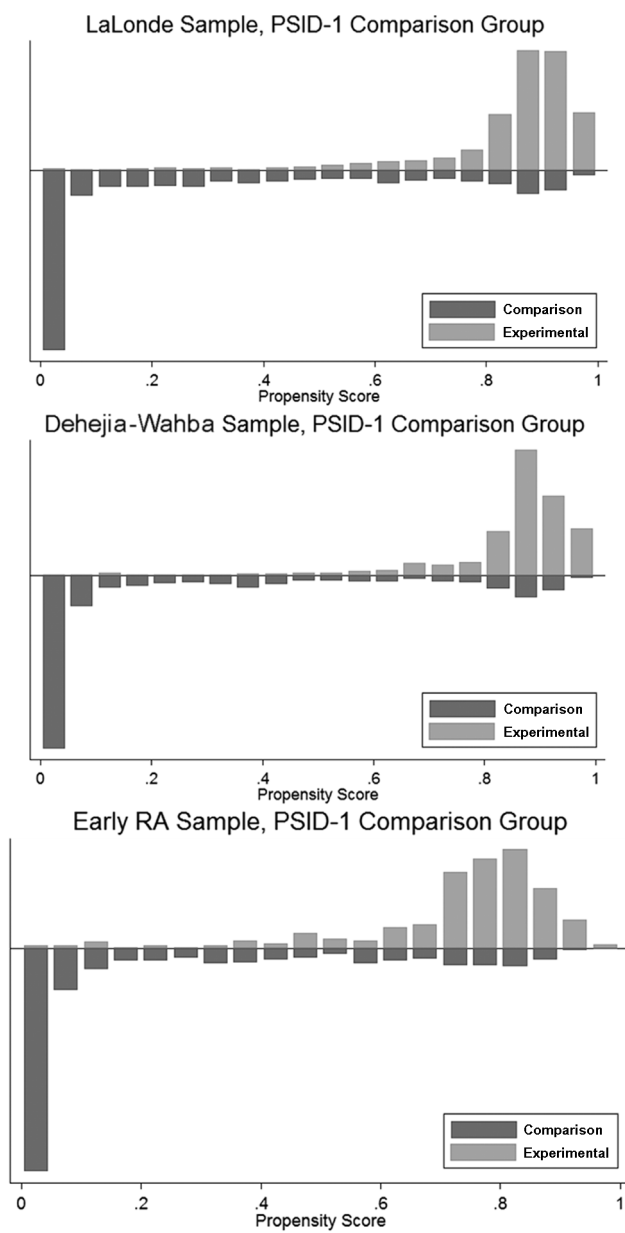 LaLonde Sample, PSID-1 Comparison Group
Comparison
Experimental
0 .2 .4 .6 .8 1
Propensity Score
Dehejia-Wahba Sample, PSID-1 Comparison Group
Comparison
Experimental
0 .2 .4 .6 .8 1
Propensity Score
Early RA Sample, PSID-1 Comparison Group
Comparison
Experimental
0 .2 .4 .6 .8 1
Propensity Score